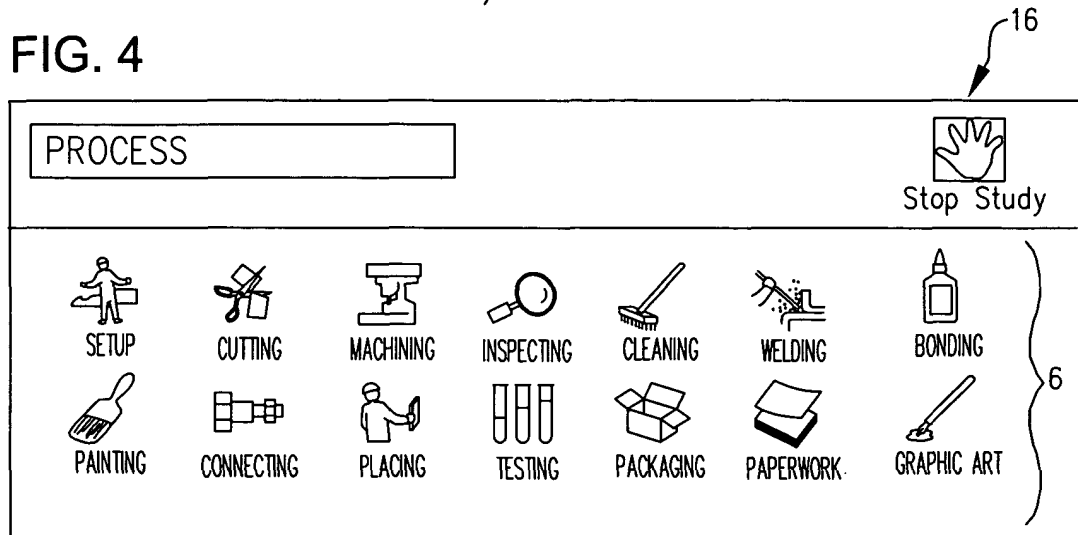 16
FIG. 4
PROCESS
Stop Study
SETUP CUTTING MACHINING INSPECTING CLEANING WELDING BONDING
6
PAINTING CONNECTING PLACING TESTING PACKAGING PAPERWORK GRAPHIC ART